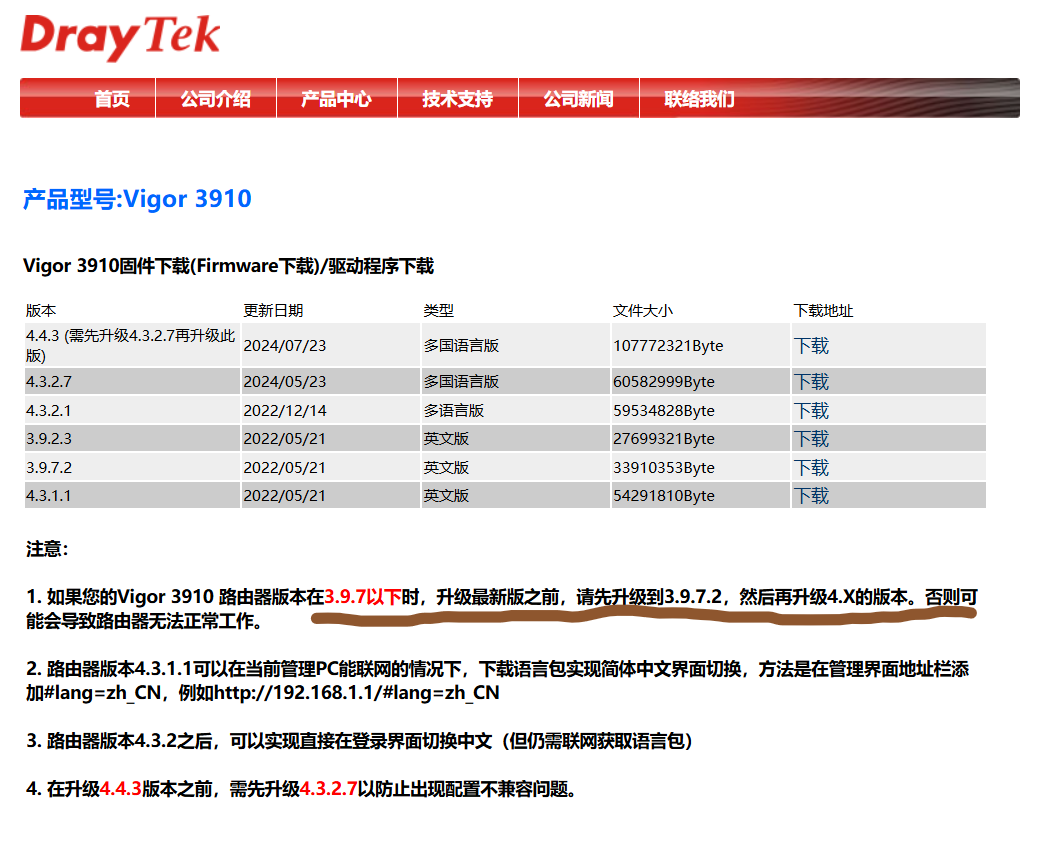 DrayTek
首页 公司介绍 产品中心 技术支持 公司新闻 联络我们
产品型号:Vigor 3910
Vigor 3910固件下载(Firmware下载)/驱动程序下载
版本 更新日期 类型 文件大小 下载地址
4.4.3 (需先升级4.3.2.7再升级此
版) 2024/07/23 多国语言版 107772321Byte 下载
4.3.2.7 2024/05/23 多国语言版 60582999Byte 下载
4.3.2.1 2022/12/14 多语言版 59534828Byte 下载
3.9.2.3 2022/05/21 英文版 27699321Byte 下载
3.9.7.2 2022/05/21 英文版 33910353Byte 下载
4.3.1.1 2022/05/21 英文版 54291810Byte 下载
注意：
1. 如果您的Vigor 3910 路由器版本在3.9.7以下时，升级最新版之前，请先升级到3.9.7.2，然后再升级4.X的版本。否则可
能会导致路由器无法正常工作。
2. 路由器版本4.3.1.1可以在当前管理PC能联网的情况下，下载语言包实现简体中文界面切换，方法是在管理界面地址栏添
加#lang=zh_CN，例如http://192.168.1.1/#lang=zh_CN
3. 路由器版本4.3.2之后，可以实现直接在登录界面切换中文（但仍需联网获取语言包）
4. 在升级4.4.3版本之前，需先升级4.3.2.7以防止出现配置不兼容问题。